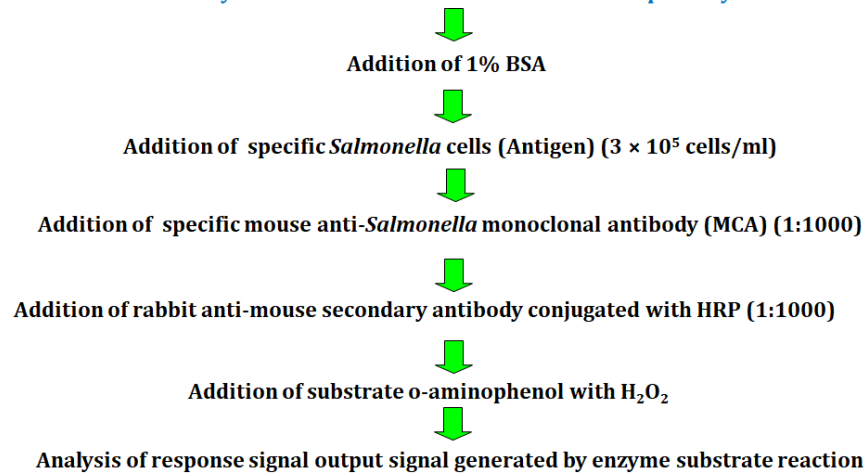 Addition of 1% BSA
Addition of specific Salmonella cells (Antigen) (3 × 10⁵ cells/ml)
Addition of specific mouse anti-Salmonella monoclonal antibody (MCA) (1:1000)
Addition of rabbit anti-mouse secondary antibody conjugated with HRP (1:1000)
Addition of substrate o-aminophenol with H₂O₂
Analysis of response signal output signal generated by enzyme substrate reaction